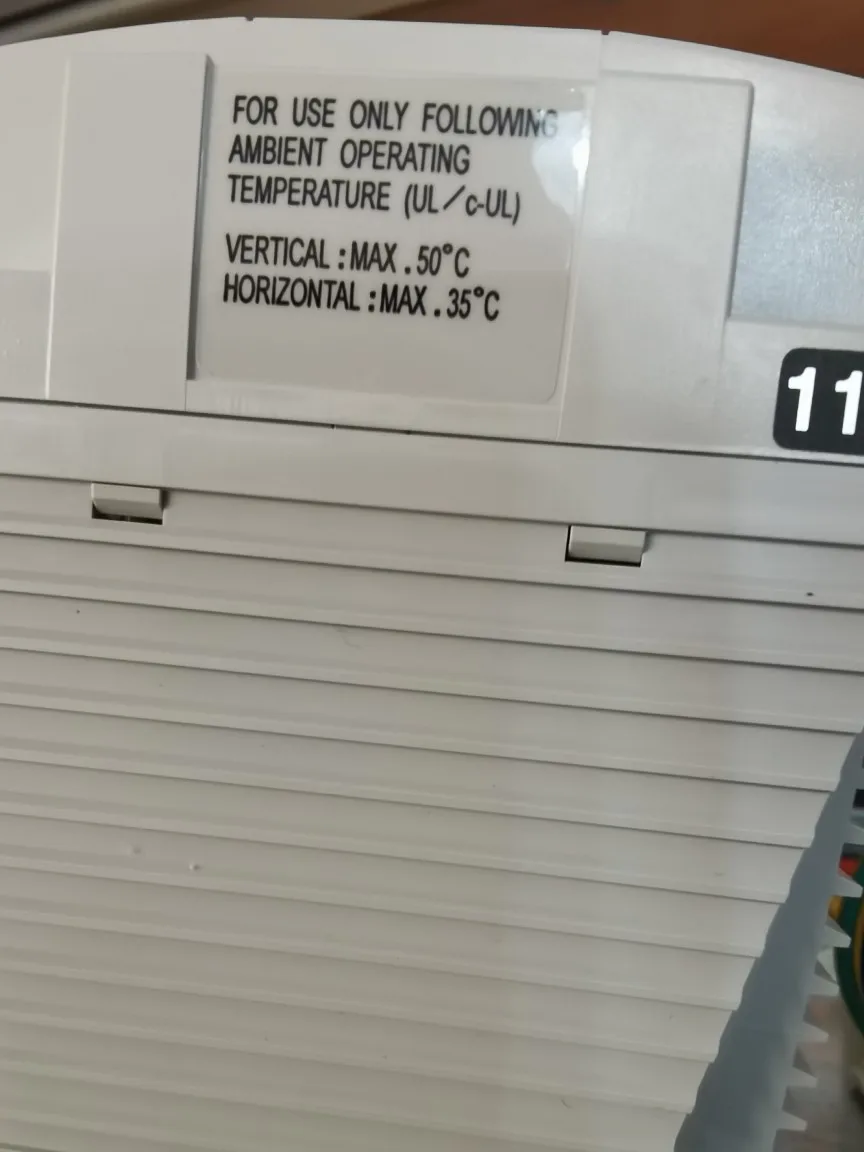 FOR USE ONLY FOLLOWING
AMBIENT OPERATING
TEMPERATURE (UL/c-UL)
VERTICAL : MAX . 50°C
HORIZONTAL : MAX . 35°C
11